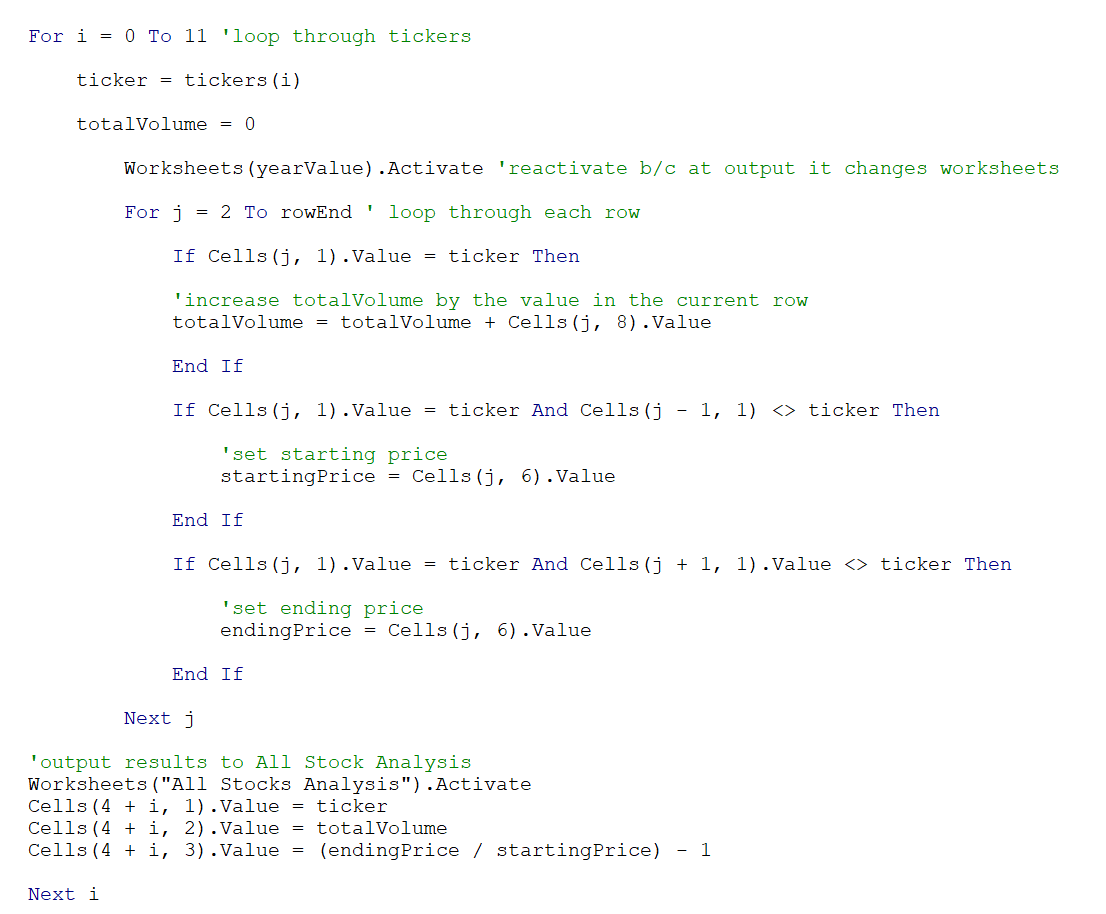 For i = 0 To 11 'loop through tickers
ticker = tickers(i)
totalVolume = 0
Worksheets(yearValue).Activate 'reactivate b/c at output it changes worksheets
For j = 2 To rowEnd ' loop through each row
If Cells(j, 1).Value = ticker Then
'increase totalVolume by the value in the current row
totalVolume = totalVolume + Cells(j, 8).Value
End If
If Cells(j, 1).Value = ticker And Cells(j - 1, 1) <> ticker Then
'set starting price
startingPrice = Cells(j, 6).Value
End If
If Cells(j, 1).Value = ticker And Cells(j + 1, 1).Value <> ticker Then
'set ending price
endingPrice = Cells(j, 6).Value
End If
Next j
'output results to All Stock Analysis
Worksheets("All Stocks Analysis").Activate
Cells(4 + i, 1).Value = ticker
Cells(4 + i, 2).Value = totalVolume
Cells(4 + i, 3).Value = (endingPrice / startingPrice) - 1
Next i